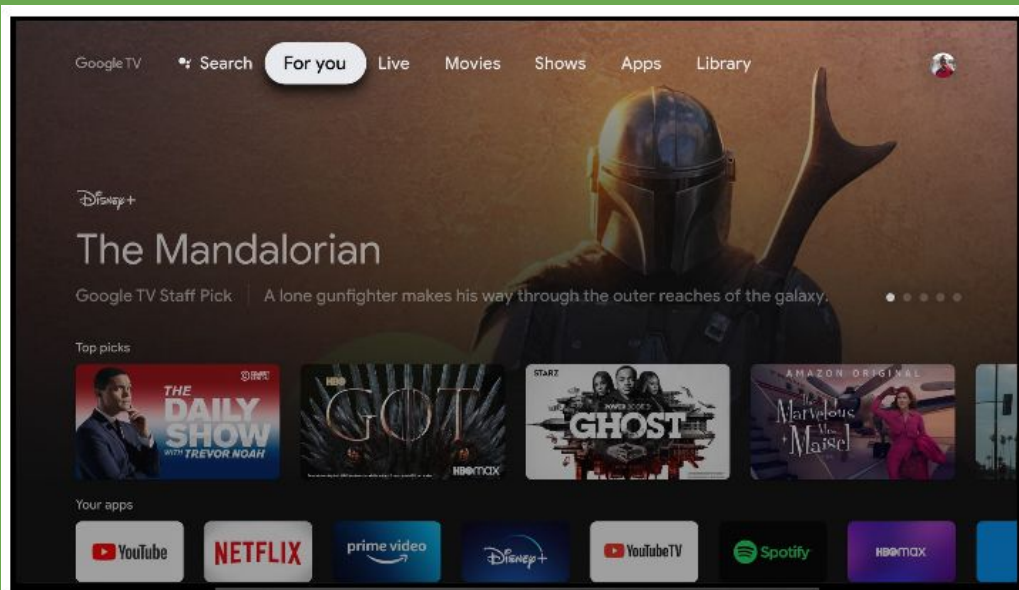 Google TV
Search
For you
Live
Movies
Shows
Apps
Library
Disney+
The Mandalorian
Google TV Staff Pick
A lone gunfighter makes his way through the outer reaches of the galaxy.
Top picks
THE
DAILY
SHOW
WITH TREVOR NOAH
HBO
GOT
HBOMAX
STARZ
GHOST
AMAZON ORIGINAL
The
Marvelous
Mrs.
Maisel
Your apps
YouTube
NETFLIX
prime video
Disney+
YouTubeTV
Spotify
HBOMAX